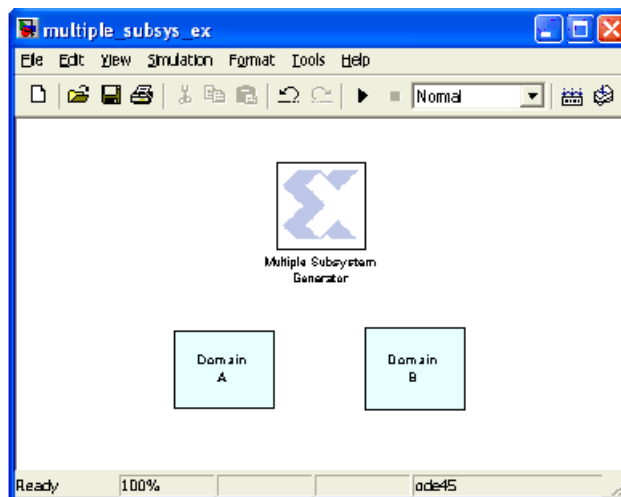 multiple_subsys_ex
File Edit View Simulation Format Tools Help
Normal
Multiple Subsystem
Generator
Domain
A
Domain
B
Ready 100% ode45